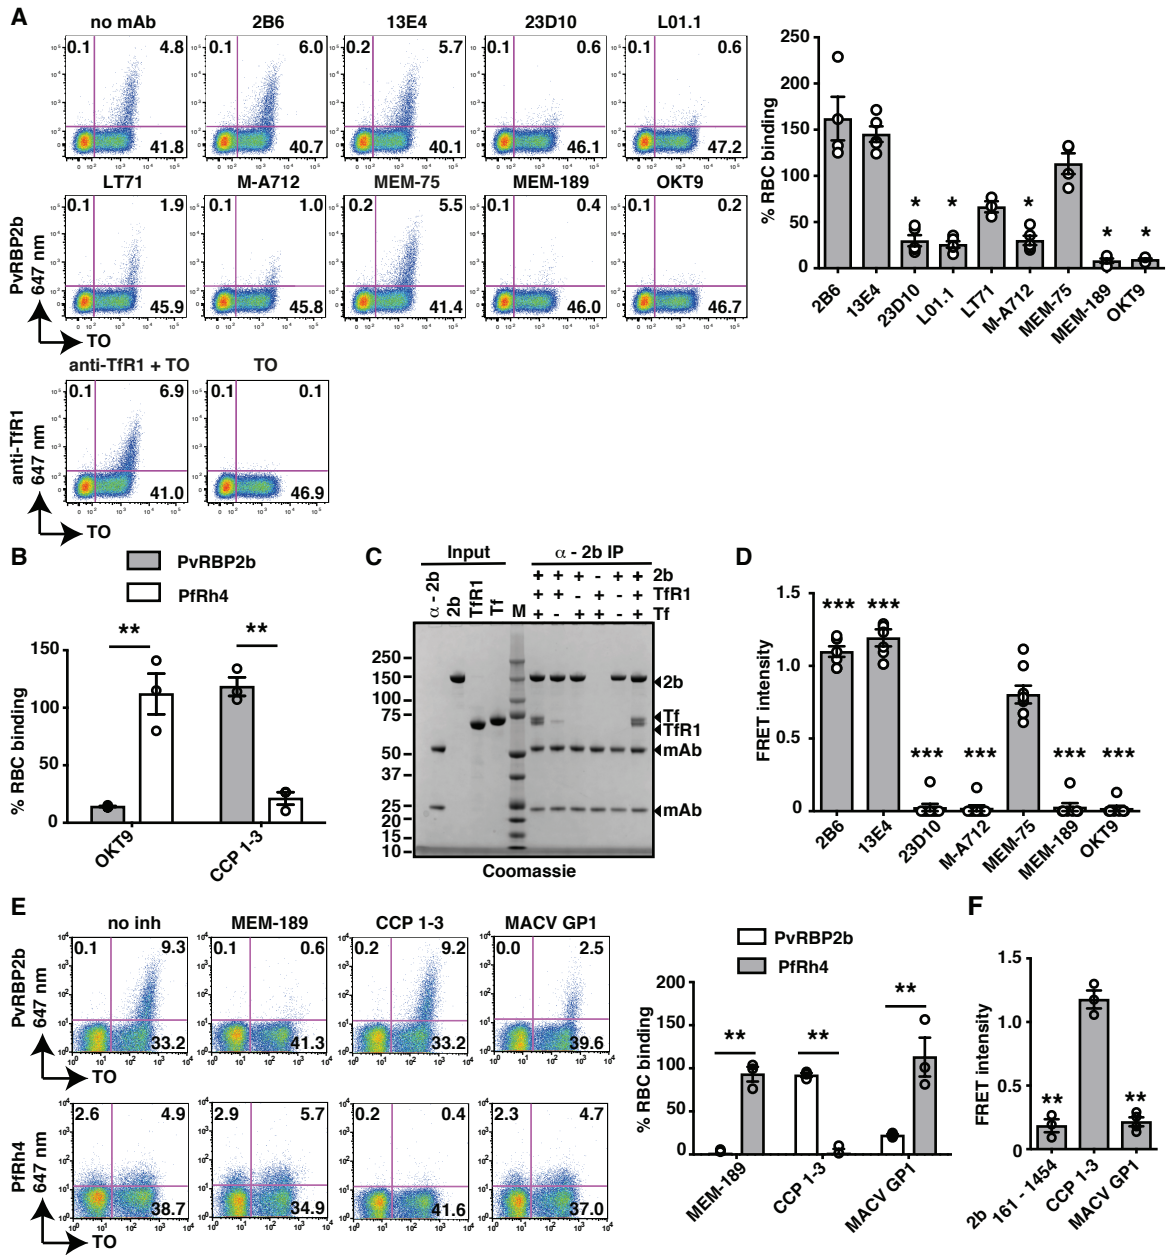 A
no mAb 2B6 13E4 23D10 L01.1
0.1 4.8 0.1 6.0 0.2 5.7 0.1 0.6 0.1 0.6
41.8 40.7 40.1 46.1 47.2
LT71 M-A712 MEM-75 MEM-189 OKT9
0.1 1.9 0.1 1.0 0.2 5.5 0.1 0.4 0.1 0.2
45.9 45.8 41.4 46.0 46.7
PvRBP2b
647 nm
TO
anti-TfR1 + TO TO
0.1 6.9 0.1 0.1
41.0 46.9
anti-TfR1
647 nm
TO
% RBC binding
250
200
150
100
50
0
* * * * *
2B6 13E4 23D10 L01.1 LT71 M-A712 MEM-75 MEM-189 OKT9
B
PvRBP2b
PfRh4
% RBC binding
150
100
50
0
** **
OKT9 CCP 1-3
C
Input α - 2b IP
α - 2b 2b TfR1 Tf M
+ + + - + + 2b
+ + - + - + TfR1
+ - + + - + Tf
250
150
100
75
50
37
25
20
15
10
2b
Tf
TfR1
mAb
mAb
Coomassie
D
FRET intensity
1.5
1.0
0.5
0
*** *** *** *** *** ***
2B6 13E4 23D10 M-A712 MEM-75 MEM-189 OKT9
E
no inh MEM-189 CCP 1-3 MACV GP1
0.1 9.3 0.1 0.6 0.2 9.2 0.0 2.5
33.2 41.3 33.2 39.6
PvRBP2b
647 nm
TO
2.6 4.9 2.9 5.7 0.2 0.4 2.3 4.7
38.7 34.9 41.6 37.0
PfRh4
647 nm
TO
PvRBP2b
PfRh4
% RBC binding
200
150
100
50
0
** ** **
MEM-189 CCP 1-3 MACV GP1
F
FRET intensity
1.5
1.0
0.5
0
** **
2b
161 - 1454 CCP 1-3 MACV GP1